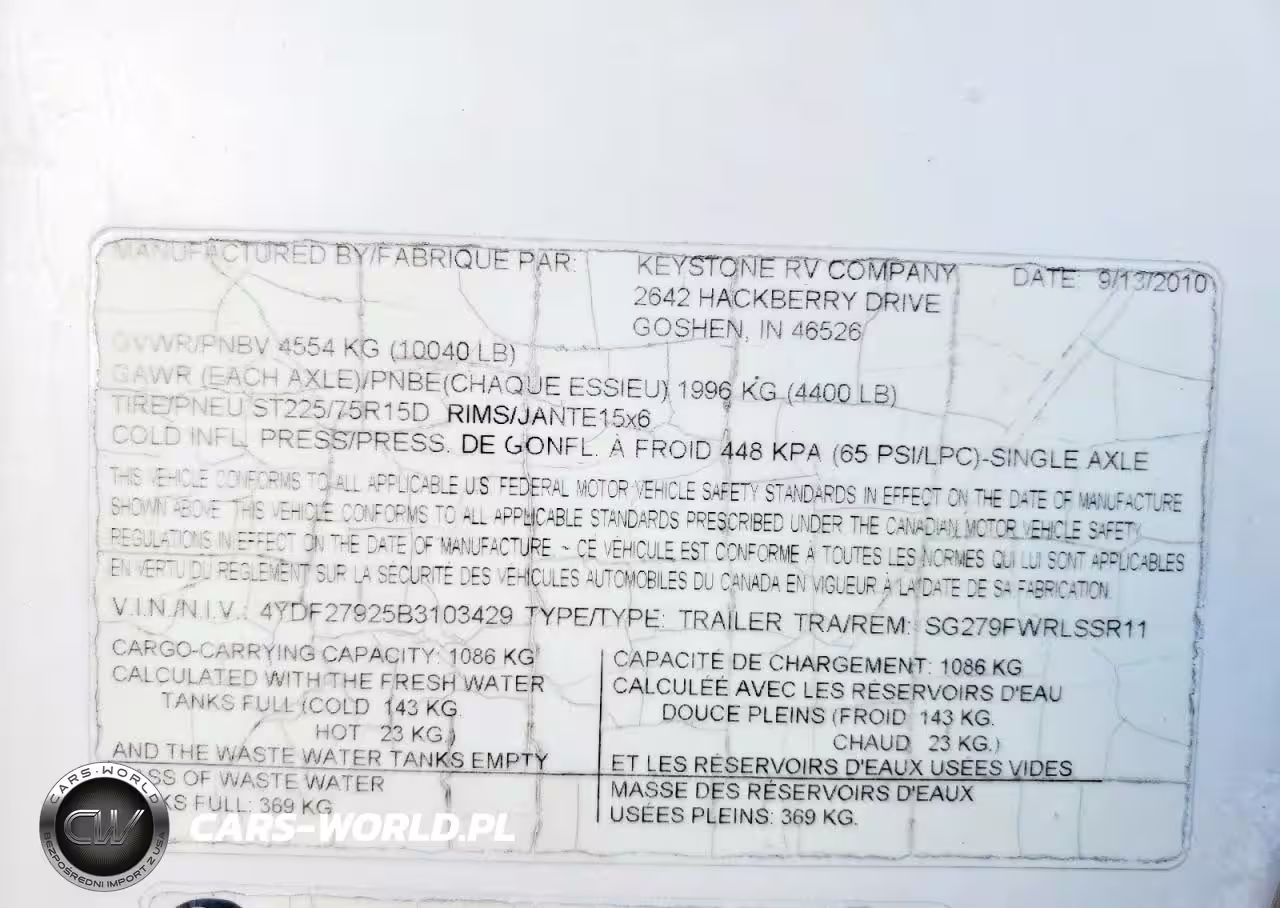 MANUFACTURED BY/FABRIQUE PAR: KEYSTONE RV COMPANY DATE: 9/13/2010
2642 HACKBERRY DRIVE
GOSHEN, IN 46526
GVWR/PNBV 4554 KG (10040 LB)
GAWR (EACH AXLE)/PNBE(CHAQUE ESSIEU) 1996 KG (4400 LB)
TIRE/PNEU ST225/75R15D RIMS/JANTE15x6
COLD INFL. PRESS/PRESS. DE GONFL. À FROID 448 KPA (65 PSI/LPC)-SINGLE AXLE
THIS VEHICLE CONFORMS TO ALL APPLICABLE U.S. FEDERAL MOTOR VEHICLE SAFETY STANDARDS IN EFFECT ON THE DATE OF MANUFACTURE
SHOWN ABOVE. THIS VEHICLE CONFORMS TO ALL APPLICABLE STANDARDS PRESCRIBED UNDER THE CANADIAN MOTOR VEHICLE SAFETY
REGULATIONS IN EFFECT ON THE DATE OF MANUFACTURE ~ CE VÉHICULE EST CONFORME À TOUTES LES NORMES QUI LUI SONT APPLICABLES
EN VERTU DU RÈGLEMENT SUR LA SÉCURITÉ DES VÉHICULES AUTOMOBILES DU CANADA EN VIGUEUR À LA DATE DE SA FABRICATION.
V.I.N./N.I.V.: 4YDF27925B3103429 TYPE/TYPE: TRAILER TRA/REM: SG279FWRLSSR11
CARGO-CARRYING CAPACITY: 1086 KG
CALCULATED WITH THE FRESH WATER
TANKS FULL (COLD 143 KG.
HOT 23 KG.)
AND THE WASTE WATER TANKS EMPTY
SS OF WASTE WATER
KS FULL: 369 KG
CAPACITÉ DE CHARGEMENT: 1086 KG
CALCULÉE AVEC LES RÉSERVOIRS D'EAU
DOUCE PLEINS (FROID 143 KG.
CHAUD 23 KG.)
ET LES RÉSERVOIRS D'EAUX USÉES VIDES
MASSE DES RÉSERVOIRS D'EAUX
USÉES PLEINS: 369 KG.
CARS-WORLD
CW
BEZPOŚREDNI IMPORT Z USA
CARS-WORLD.PL